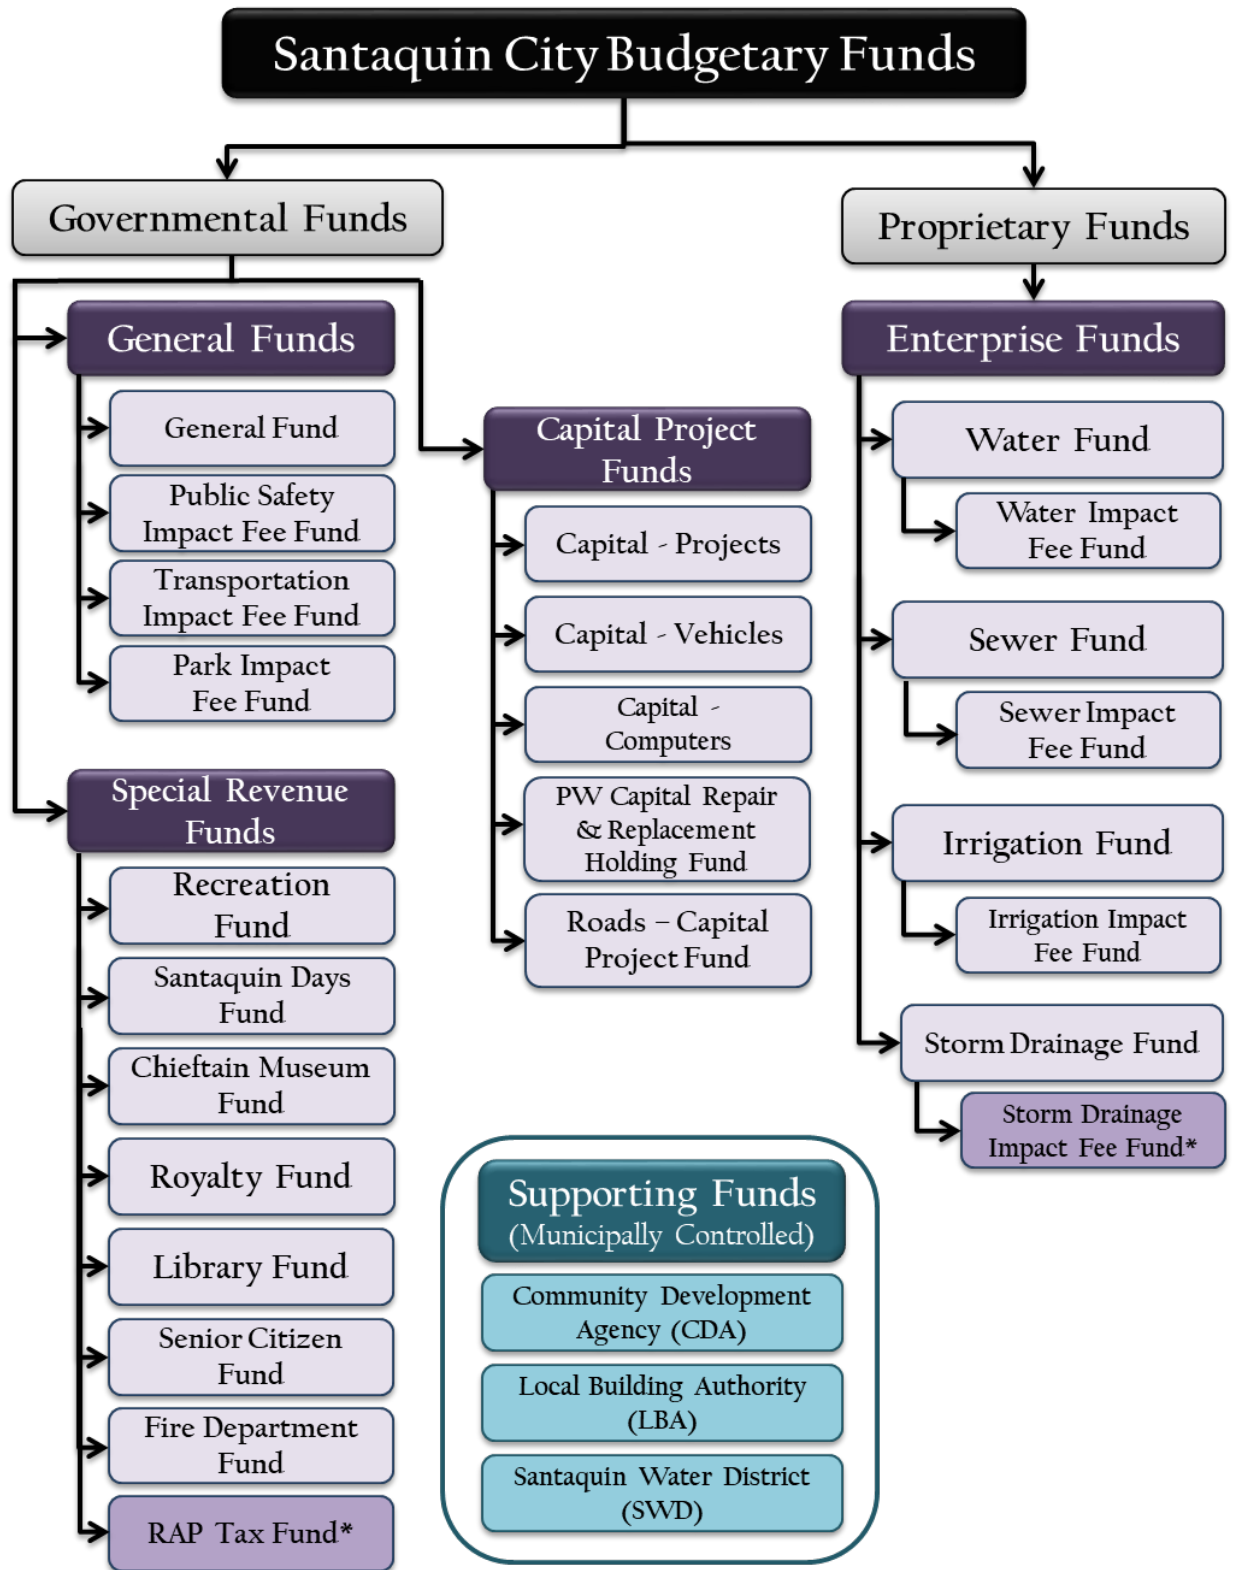 Santaquin City Budgetary Funds
Governmental Funds
Proprietary Funds
General Funds
General Fund
Public Safety
Impact Fee Fund
Transportation
Impact Fee Fund
Park Impact
Fee Fund
Special Revenue
Funds
Recreation
Fund
Santaquin Days
Fund
Chieftain Museum
Fund
Royalty Fund
Library Fund
Senior Citizen
Fund
Fire Department
Fund
RAP Tax Fund*
Capital Project
Funds
Capital - Projects
Capital - Vehicles
Capital -
Computers
PW Capital Repair
& Replacement
Holding Fund
Roads – Capital
Project Fund
Supporting Funds
(Municipally Controlled)
Community Development
Agency (CDA)
Local Building Authority
(LBA)
Santaquin Water District
(SWD)
Enterprise Funds
Water Fund
Water Impact
Fee Fund
Sewer Fund
Sewer Impact
Fee Fund
Irrigation Fund
Irrigation Impact
Fee Fund
Storm Drainage Fund
Storm Drainage
Impact Fee Fund*